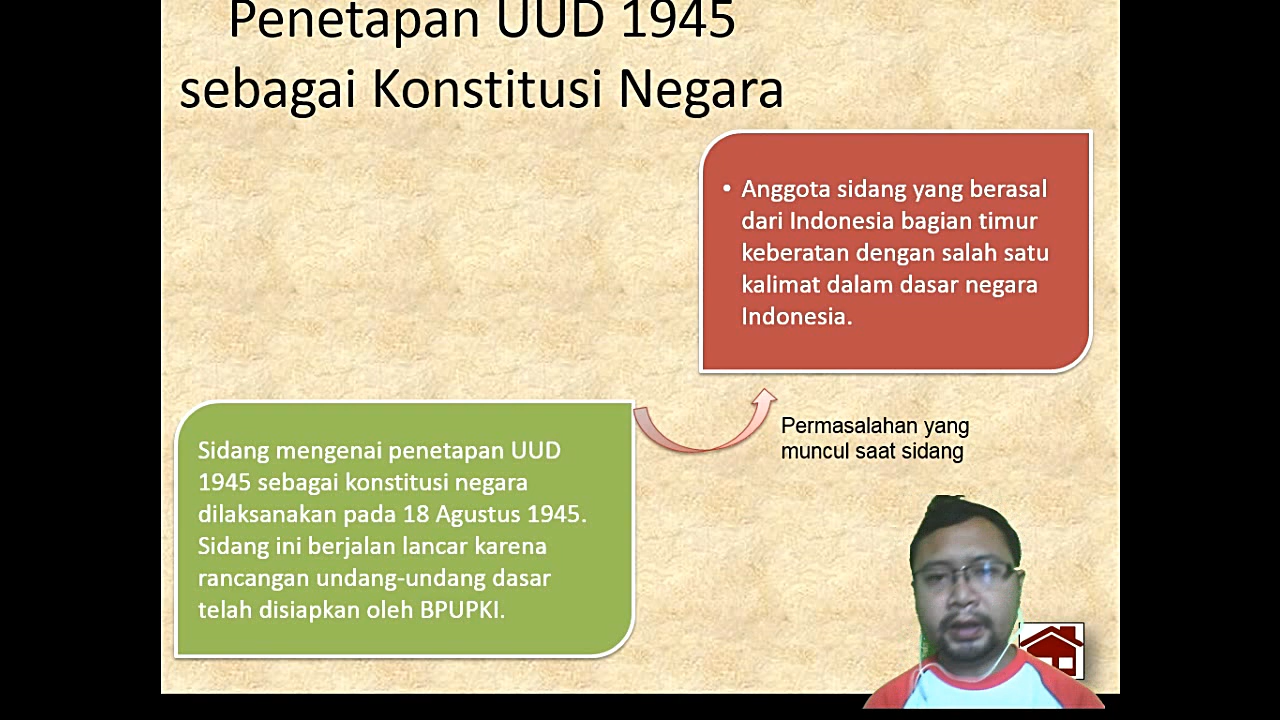 Penetapan UUD 1945
sebagai Konstitusi Negara
• Anggota sidang yang berasal
dari Indonesia bagian timur
keberatan dengan salah satu
kalimat dalam dasar negara
Indonesia.
Permasalahan yang
muncul saat sidang
Sidang mengenai penetapan UUD
1945 sebagai konstitusi negara
dilaksanakan pada 18 Agustus 1945.
Sidang ini berjalan lancar karena
rancangan undang-undang dasar
telah disiapkan oleh BPUPKI.